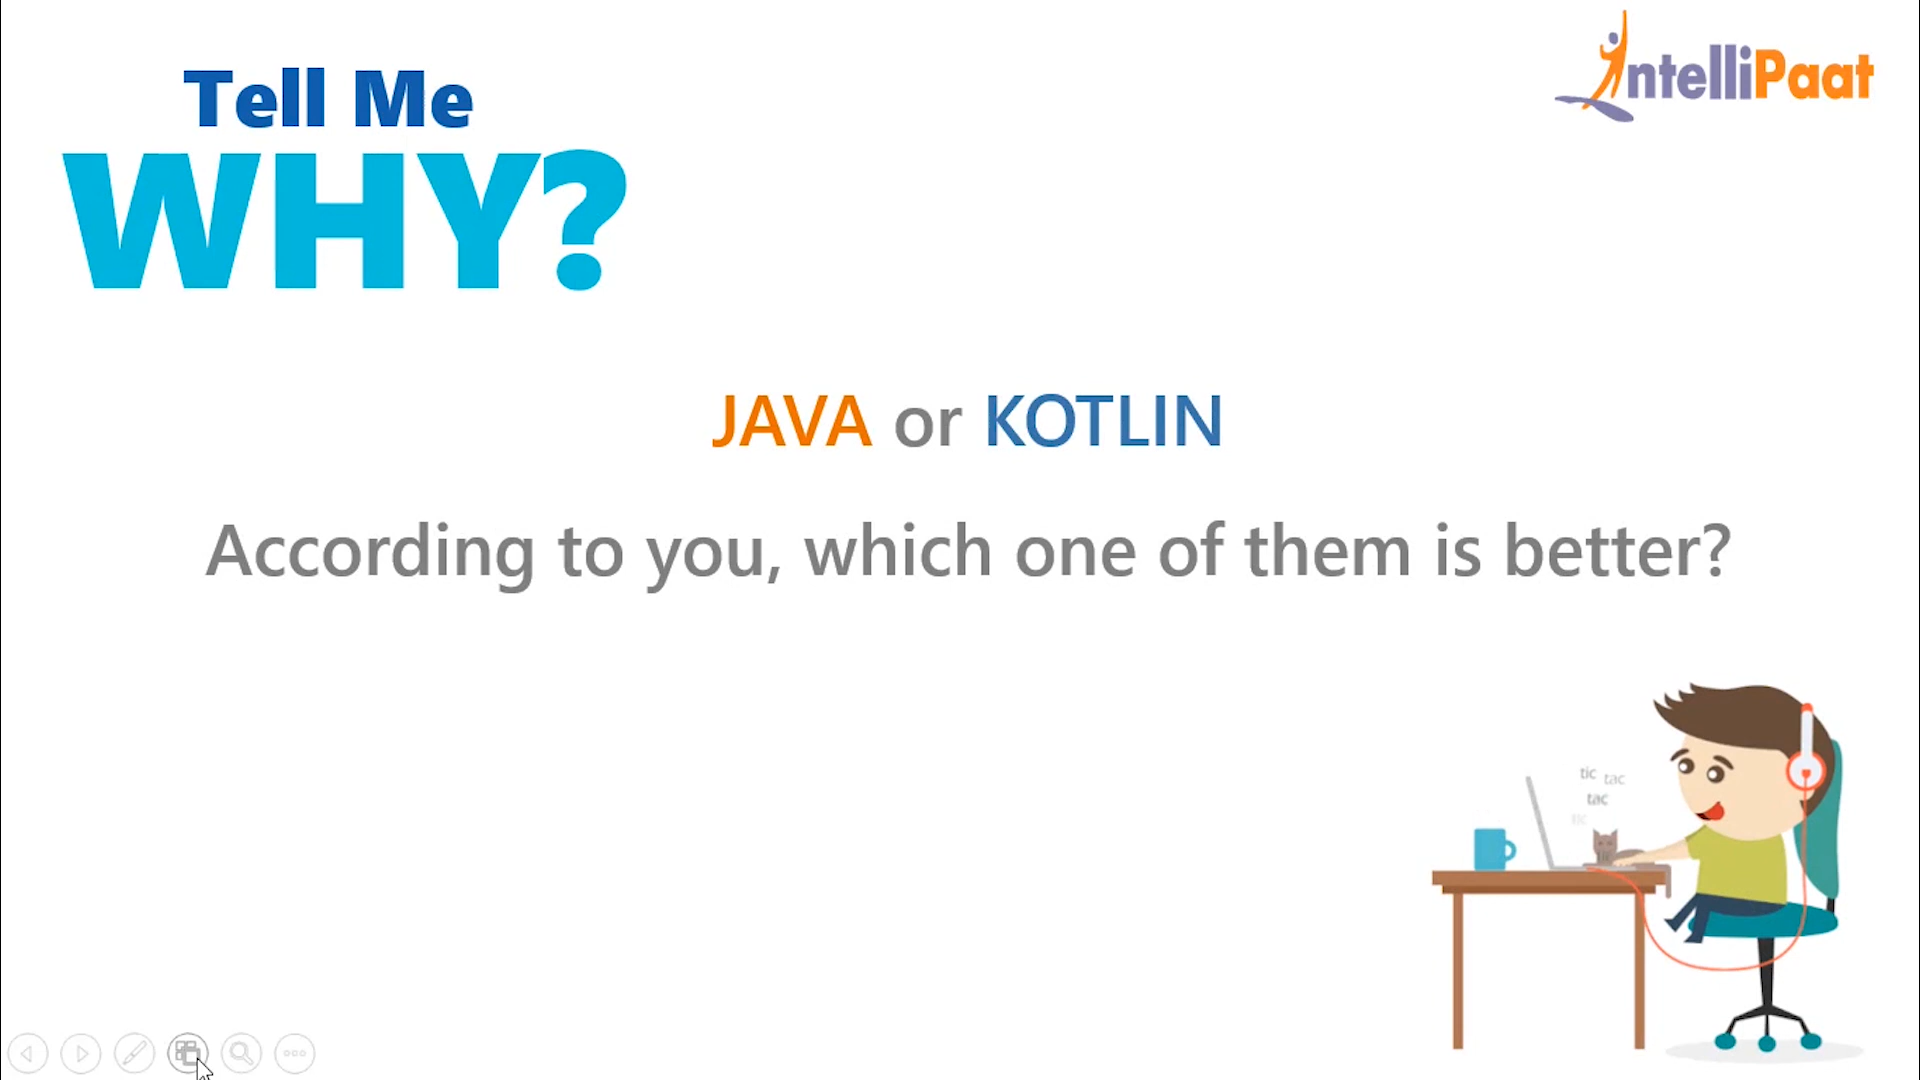 Tell Me
WHY?
IntelliPaat
JAVA or KOTLIN
According to you, which one of them is better?
tic tac
tac
tic